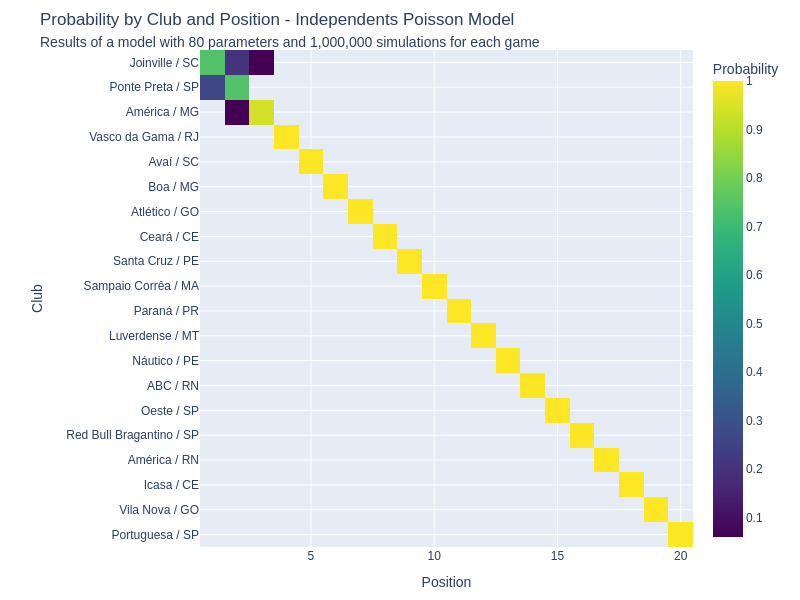 Probability by Club and Position - Independents Poisson Model
Results of a model with 80 parameters and 1,000,000 simulations for each game
Joinville / SC
Ponte Preta / SP
América / MG
Vasco da Gama / RJ
Avaí / SC
Boa / MG
Atlético / GO
Ceará / CE
Santa Cruz / PE
Sampaio Corrêa / MA
Paraná / PR
Luverdense / MT
Náutico / PE
ABC / RN
Oeste / SP
Red Bull Bragantino / SP
América / RN
Icasa / CE
Vila Nova / GO
Portuguesa / SP
Club
5 10 15 20
Position
Probability
1
0.9
0.8
0.7
0.6
0.5
0.4
0.3
0.2
0.1